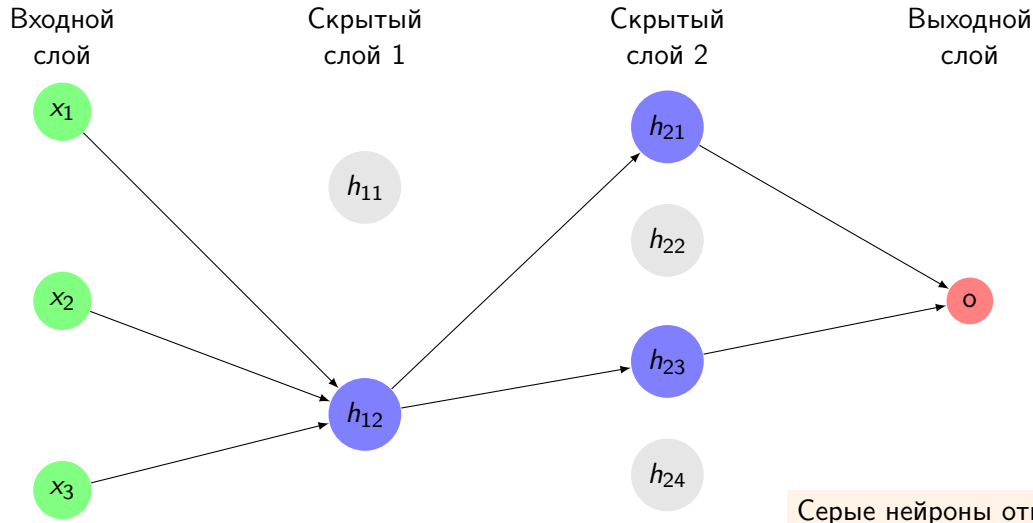 Входной слой
Скрытый слой 1
Скрытый слой 2
Выходной слой
x₁
h₂₁
h₁₁
h₂₂
x₂
o
h₂₃
h₁₂
h₂₄
x₃
Серые нейроны